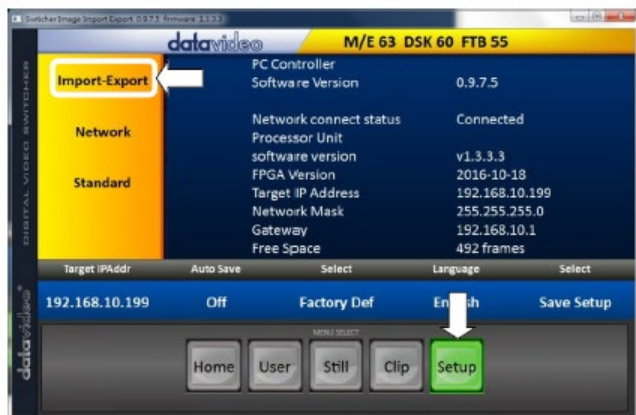 Switcher Image Import Export 0.9.7.5 firmware 1.3.3.3
datavideo
M/E 63 DSK 60 FTB 55
DIGITAL VIDEO SWITCHER
datavideo
Import-Export
Network
Standard
PC Controller
Software Version 0.9.7.5
Network connect status Connected
Processor Unit
software version v1.3.3.3
FPGA Version 2016-10-18
Target IP Address 192.168.10.199
Network Mask 255.255.255.0
Gateway 192.168.10.1
Free Space 492 frames
Target IPAddr Auto Save Select Language Select
192.168.10.199 Off Factory Def Save Setup
MENU SELECT
Home User Still Clip Setup